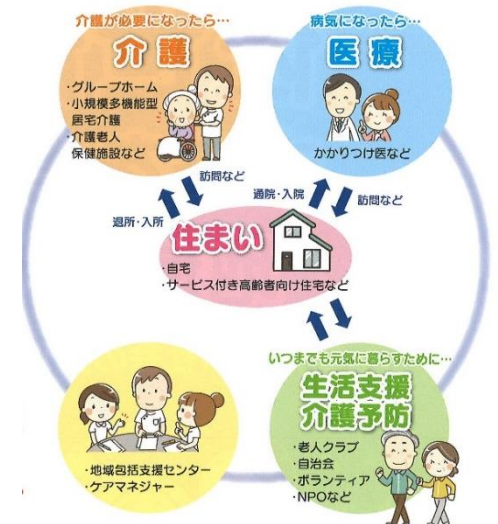 介護が必要になったら…
介護
・グループホーム
・小規模多機能型
居宅介護
・介護老人
保健施設など
病気になったら…
医療
かかりつけ医など
訪問など
退所・入所
通院・入院
訪問など
住まい
・自宅
・サービス付き高齢者向け住宅など
いつまでも元気に暮らすために…
生活支援
介護予防
・老人クラブ
・自治会
・ボランティア
・NPOなど
・地域包括支援センター
・ケアマネジャー